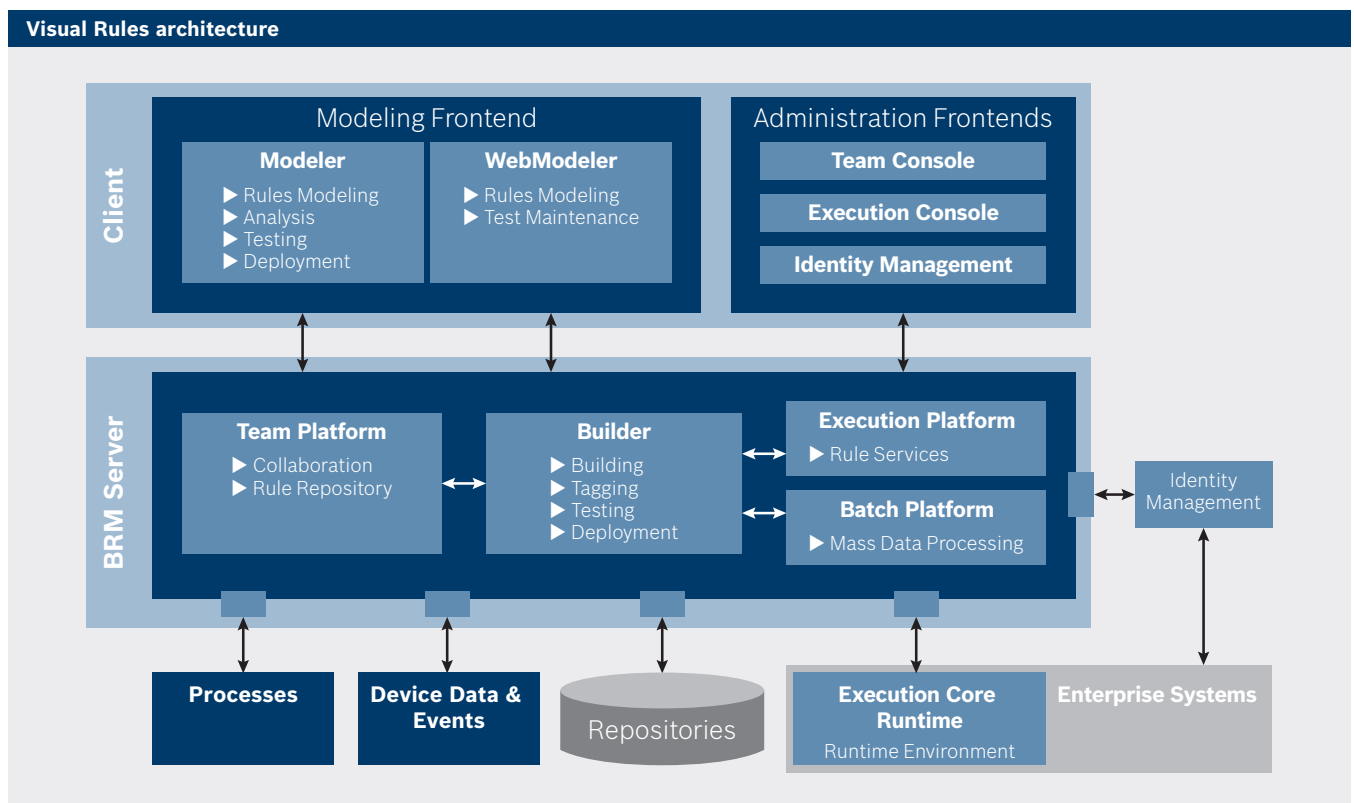 Visual Rules architecture
Client
Modeling Frontend
Modeler
▶ Rules Modeling
▶ Analysis
▶ Testing
▶ Deployment
WebModeler
▶ Rules Modeling
▶ Test Maintenance
Administration Frontends
Team Console
Execution Console
Identity Management
BRM Server
Team Platform
▶ Collaboration
▶ Rule Repository
Builder
▶ Building
▶ Tagging
▶ Testing
▶ Deployment
Execution Platform
▶ Rule Services
Batch Platform
▶ Mass Data Processing
Identity
Management
Processes
Device Data &
Events
Repositories
Execution Core
Runtime
Runtime Environment
Enterprise Systems